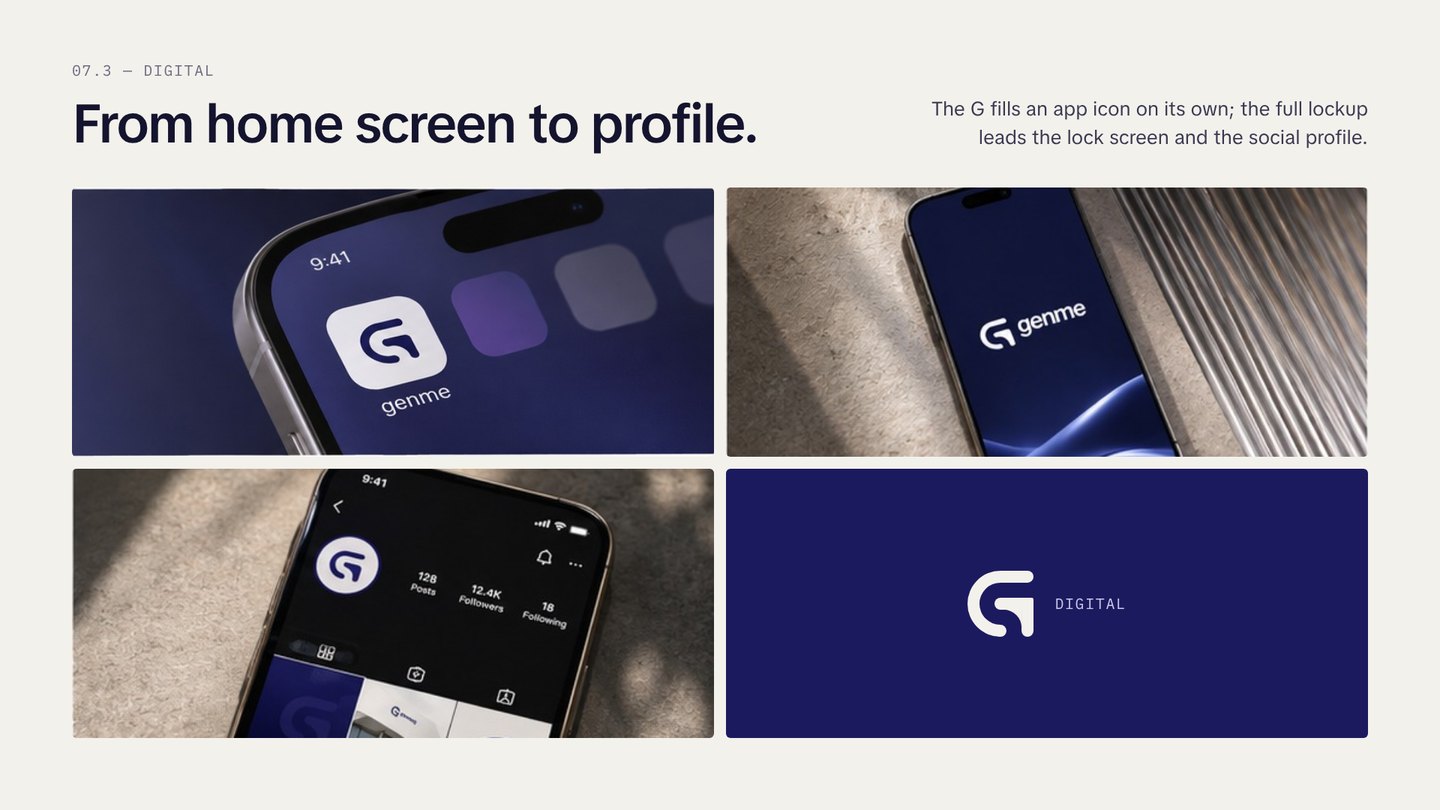 07.3 — DIGITAL
From home screen to profile.
The G fills an app icon on its own; the full lockup
leads the lock screen and the social profile.
9:41
genme
genme
9:41
128
Posts
12.4K
Followers
18
Following
DIGITAL